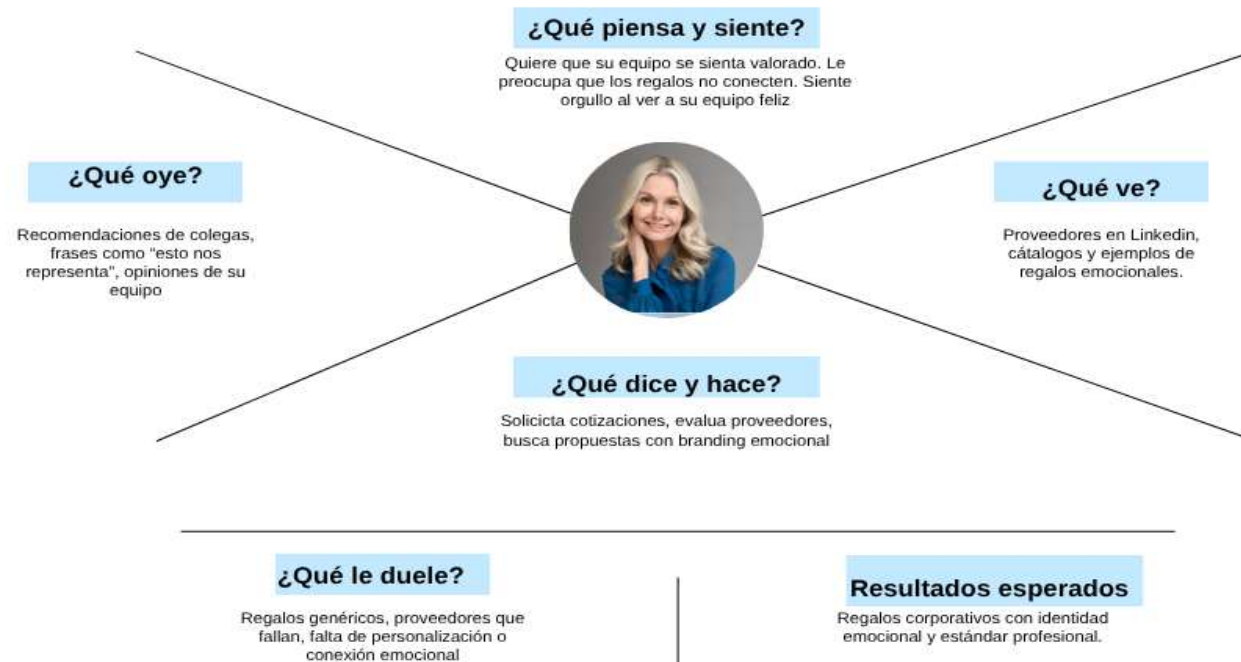 ¿Qué piensa y siente?
Quiere que su equipo se sienta valorado. Le
preocupa que los regalos no conecten. Siente
orgullo al ver a su equipo feliz
¿Qué oye?
Recomendaciones de colegas,
frases como “esto nos
representa”, opiniones de su
equipo
¿Qué ve?
Proveedores en Linkedin,
cátalogos y ejemplos de
regalos emocionales.
¿Qué dice y hace?
Solicicta cotizaciones, evalua proveedores,
busca propuestas con branding emocional
¿Qué le duele?
Regalos genéricos, proveedores que
fallan, falta de personalización o
conexión emocional
Resultados esperados
Regalos corporativos con identidad
emocional y estándar profesional.